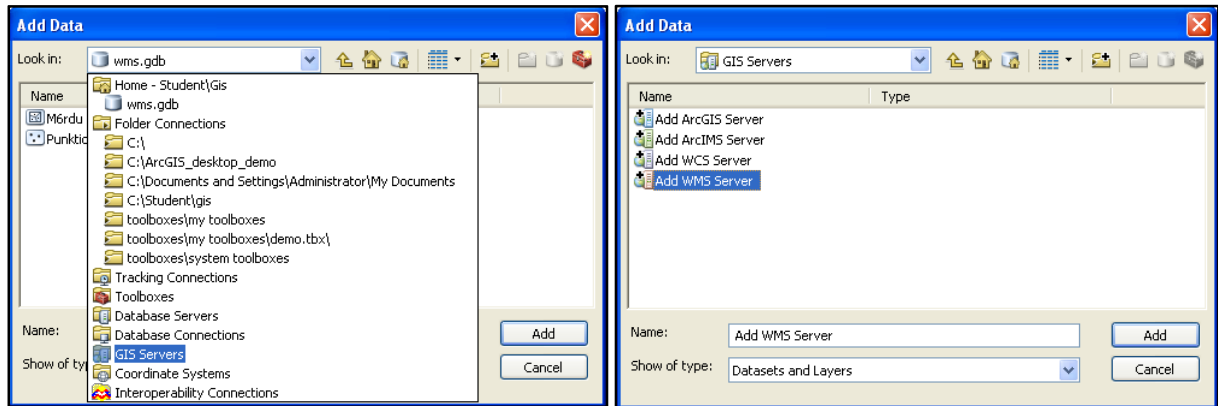 Add Data
Look in:
wms.gdb
Name
M6rdu
Punktid
Home - Student\Gis
wms.gdb
Folder Connections
C:\
C:\ArcGIS_desktop_demo
C:\Documents and Settings\Administrator\My Documents
C:\Student\gis
toolboxes\my toolboxes
toolboxes\my toolboxes\demo.tbx\
toolboxes\system toolboxes
Tracking Connections
Toolboxes
Database Servers
Database Connections
GIS Servers
Coordinate Systems
Interoperability Connections
Name:
Add
Show of ty
Cancel
Add Data
Look in:
GIS Servers
Name Type
Add ArcGIS Server
Add ArcIMS Server
Add WCS Server
Add WMS Server
Name:
Add WMS Server
Add
Show of type:
Datasets and Layers
Cancel